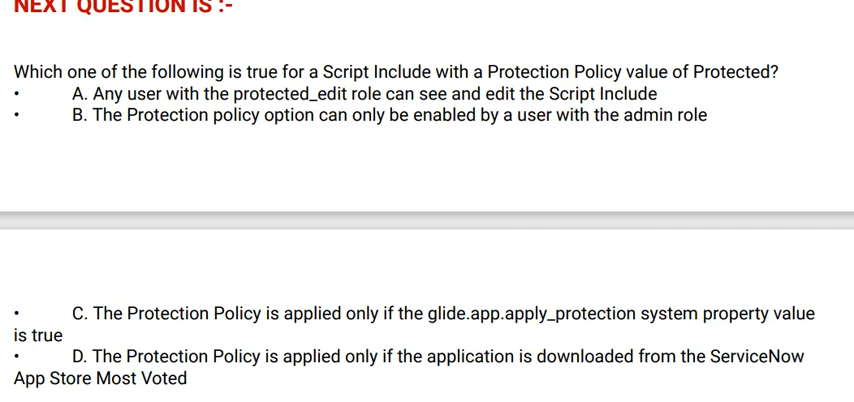 NEXT QUESTION IS :-
Which one of the following is true for a Script Include with a Protection Policy value of Protected?
• A. Any user with the protected_edit role can see and edit the Script Include
• B. The Protection policy option can only be enabled by a user with the admin role
• C. The Protection Policy is applied only if the glide.app.apply_protection system property value
is true
• D. The Protection Policy is applied only if the application is downloaded from the ServiceNow
App Store Most Voted